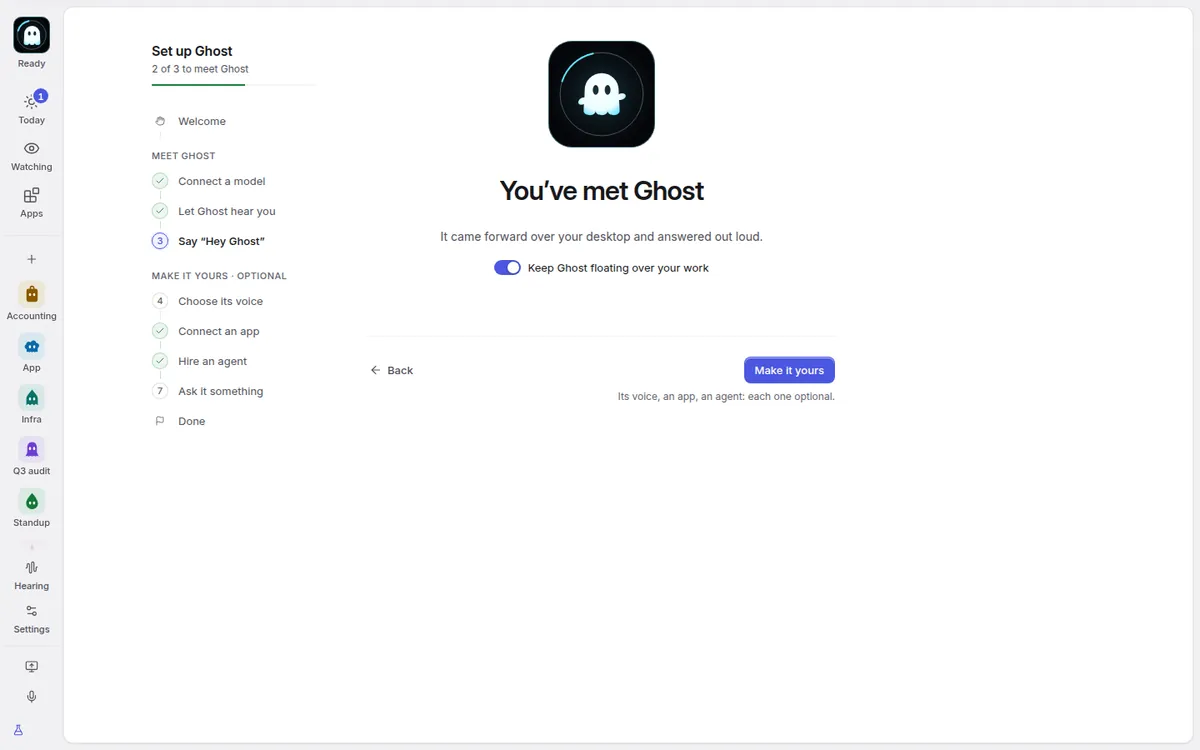 Ready
1
Today
Watching
Apps
Accounting
App
Infra
Q3 audit
Standup
Hearing
Settings
Set up Ghost
2 of 3 to meet Ghost
Welcome
MEET GHOST
Connect a model
Let Ghost hear you
3 Say “Hey Ghost”
MAKE IT YOURS · OPTIONAL
4 Choose its voice
Connect an app
Hire an agent
7 Ask it something
Done
You’ve met Ghost
It came forward over your desktop and answered out loud.
Keep Ghost floating over your work
Back
Make it yours
Its voice, an app, an agent: each one optional.